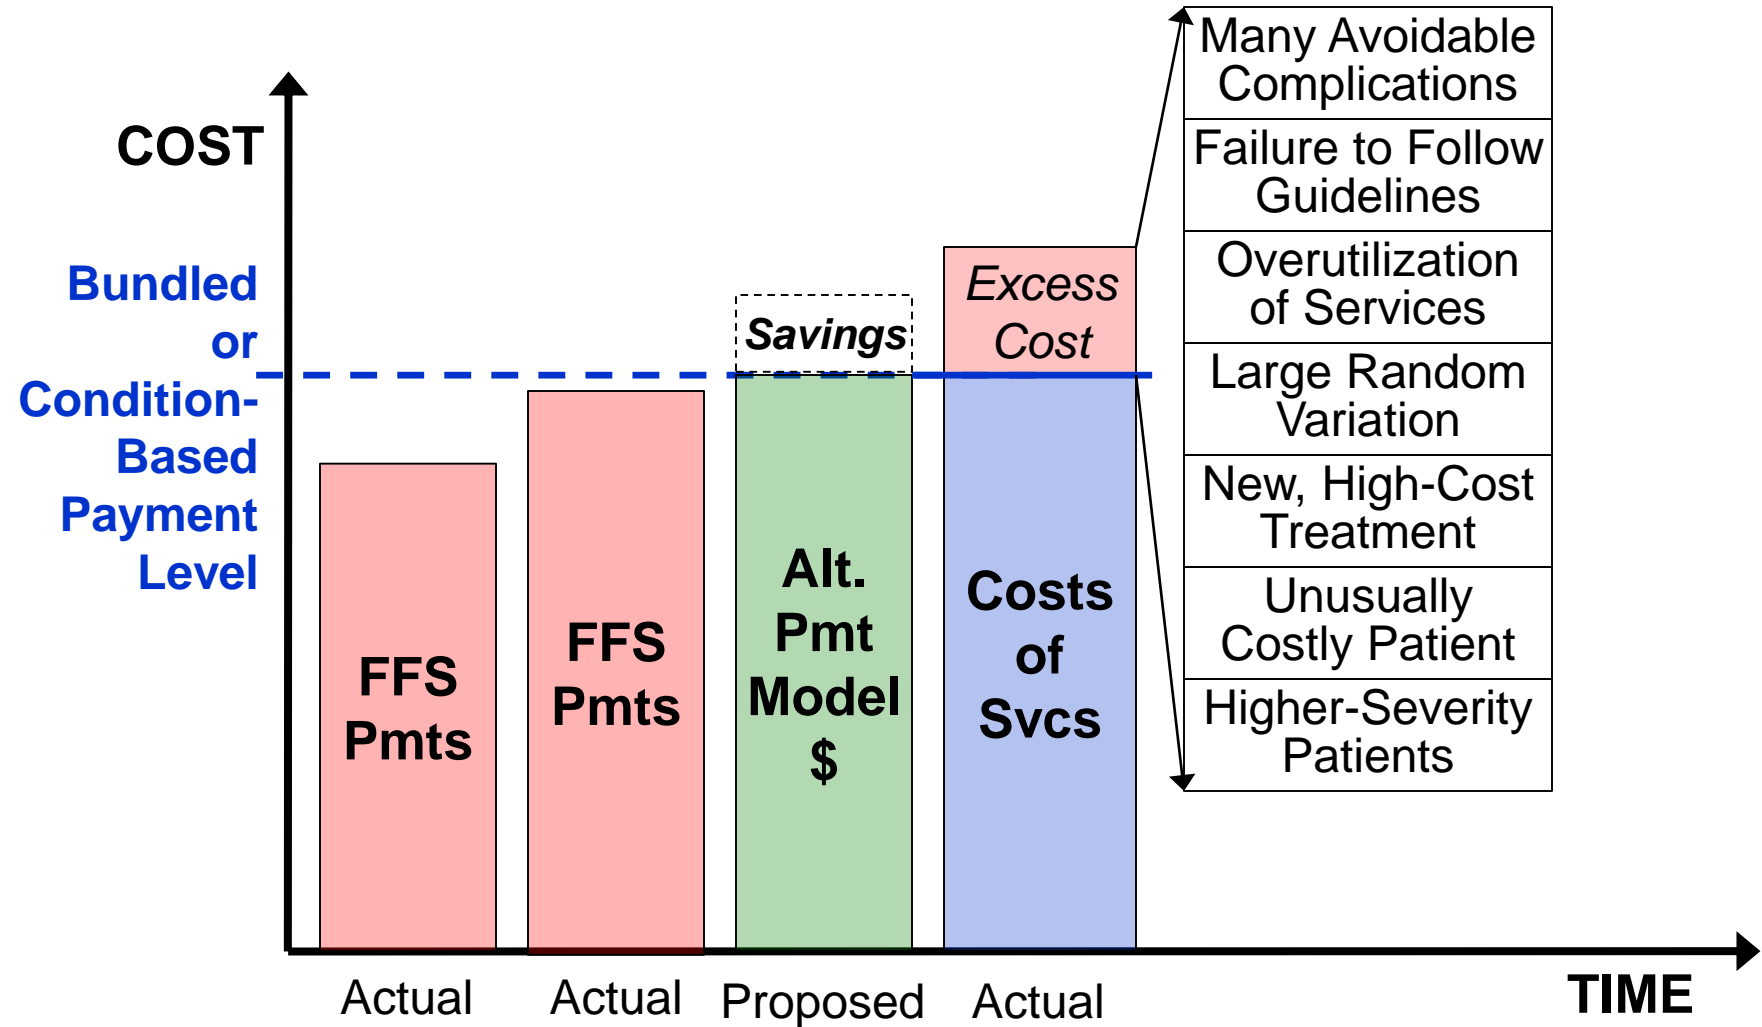 COST
Bundled
or
Condition-
Based
Payment
Level
FFS
Pmts
Actual
FFS
Pmts
Actual
Savings
Alt.
Pmt
Model
$
Proposed
Excess
Cost
Costs
of
Svcs
Actual
Many Avoidable
Complications
Failure to Follow
Guidelines
Overutilization
of Services
Large Random
Variation
New, High-Cost
Treatment
Unusually
Costly Patient
Higher-Severity
Patients
TIME